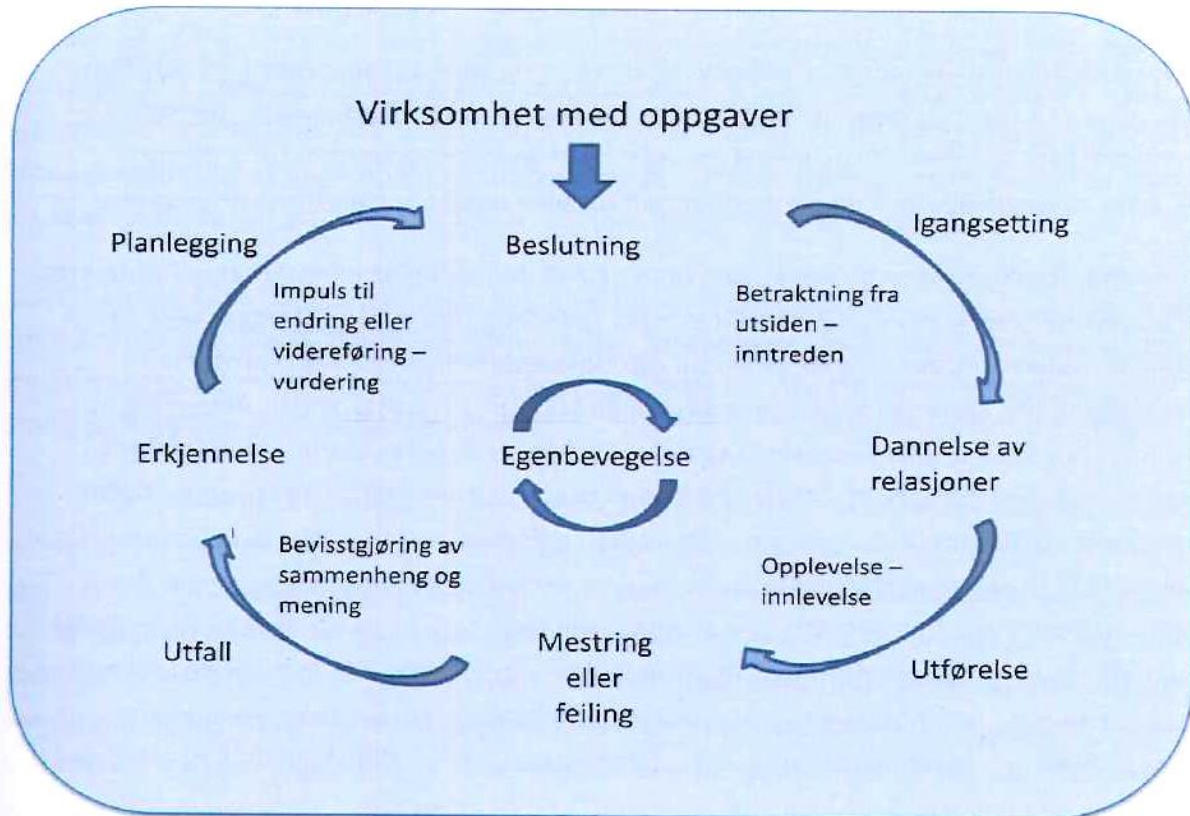 Virksomhet med oppgaver
Planlegging
Beslutning
Igangsetting
Impuls til
endring eller
videreføring –
vurdering
Betraktning fra
utsiden –
inntreden
Erkjennelse
Egenbevegelse
Dannelse av
relasjoner
Bevisstgjøring av
sammenheng og
mening
Opplevelse –
innlevelse
Utfall
Mestring
eller
feiling
Utførelse